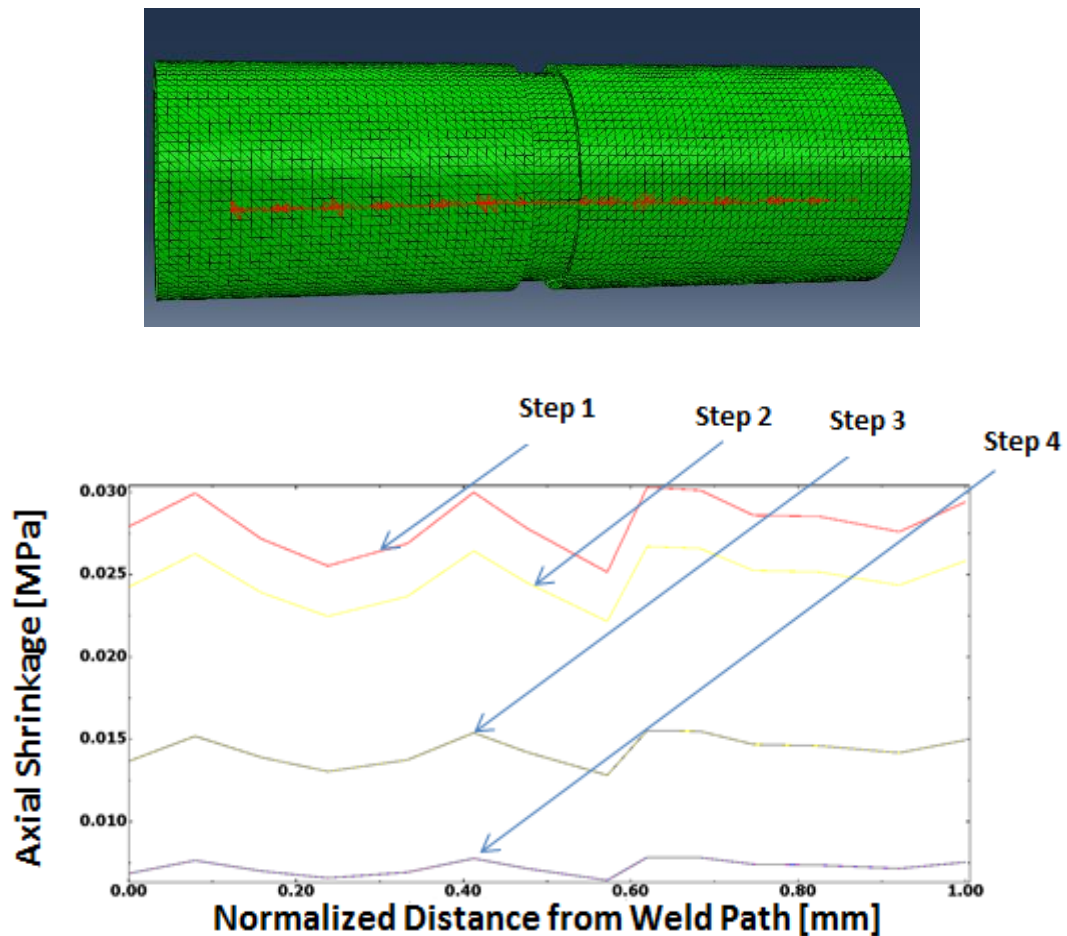 Step 1
Step 2
Step 3
Step 4
Axial Shrinkage [MPa]
0.030
0.025
0.020
0.015
0.010
0.00
0.20
0.40
0.60
0.80
1.00
Normalized Distance from Weld Path [mm]